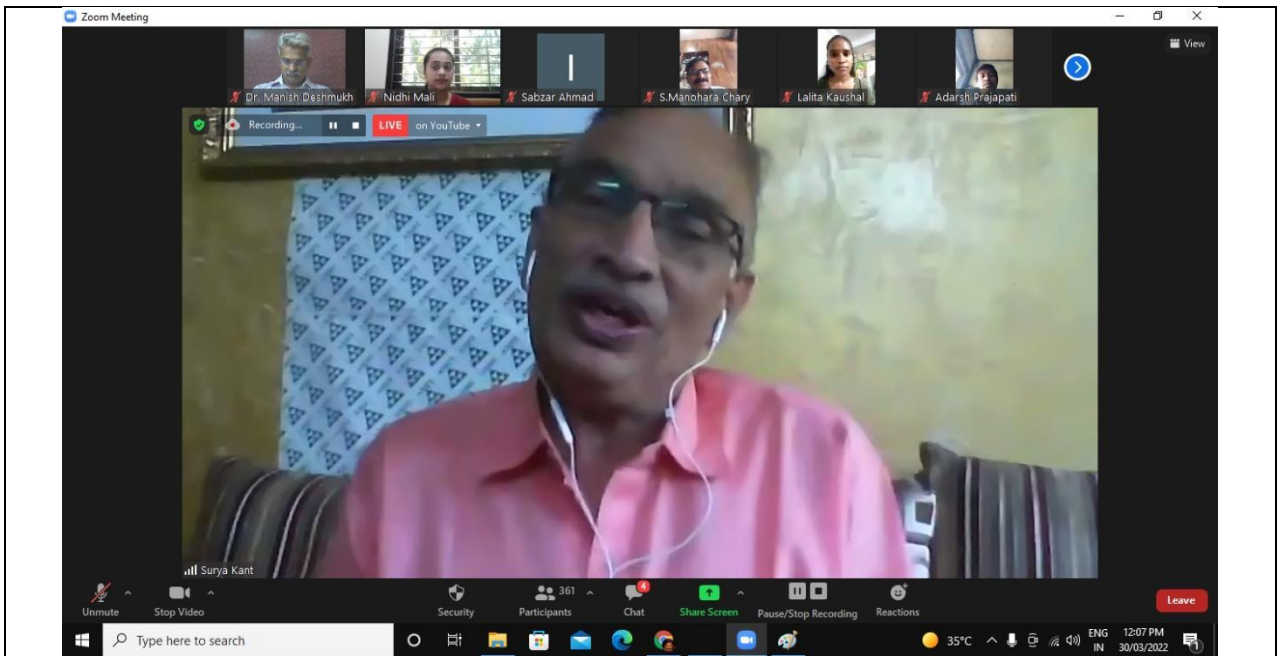 Zoom Meeting
View
Dr. Manish Deshmukh
Nidhi Mali
I
Sabzar Ahmad
S.Manohara Chary
Lalita Kaushal
Adarsh Prajapati
Recording...
LIVE on YouTube
Surya Kant
Unmute
Stop Video
Security
361
Participants
4
Chat
Share Screen
Pause/Stop Recording
Reactions
Leave
Type here to search
35°C
ENG
IN
12:07 PM
30/03/2022
1